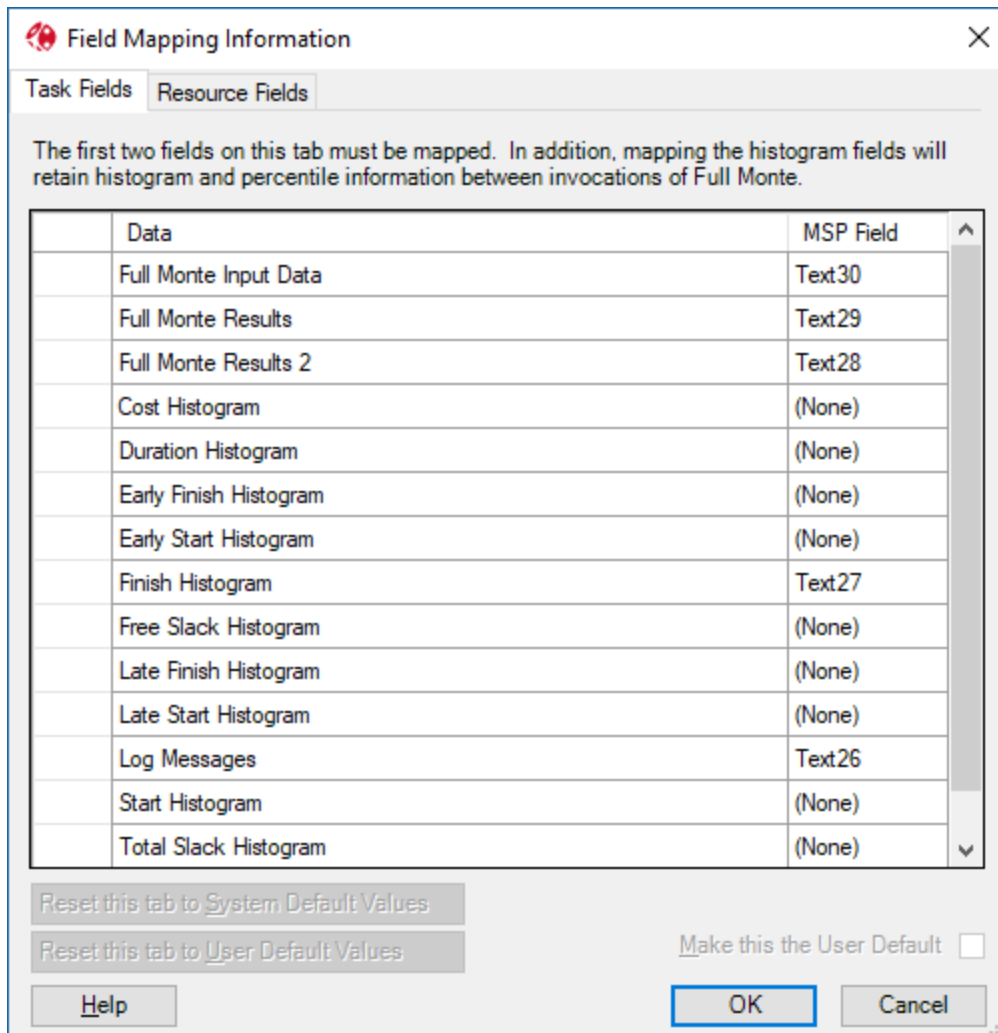 Field Mapping Information
Task Fields Resource Fields
The first two fields on this tab must be mapped. In addition, mapping the histogram fields will
retain histogram and percentile information between invocations of Full Monte.
Data MSP Field
Full Monte Input Data Text30
Full Monte Results Text29
Full Monte Results 2 Text28
Cost Histogram (None)
Duration Histogram (None)
Early Finish Histogram (None)
Early Start Histogram (None)
Finish Histogram Text27
Free Slack Histogram (None)
Late Finish Histogram (None)
Late Start Histogram (None)
Log Messages Text26
Start Histogram (None)
Total Slack Histogram (None)
Reset this tab to System Default Values
Reset this tab to User Default Values Make this the User Default
Help OK Cancel